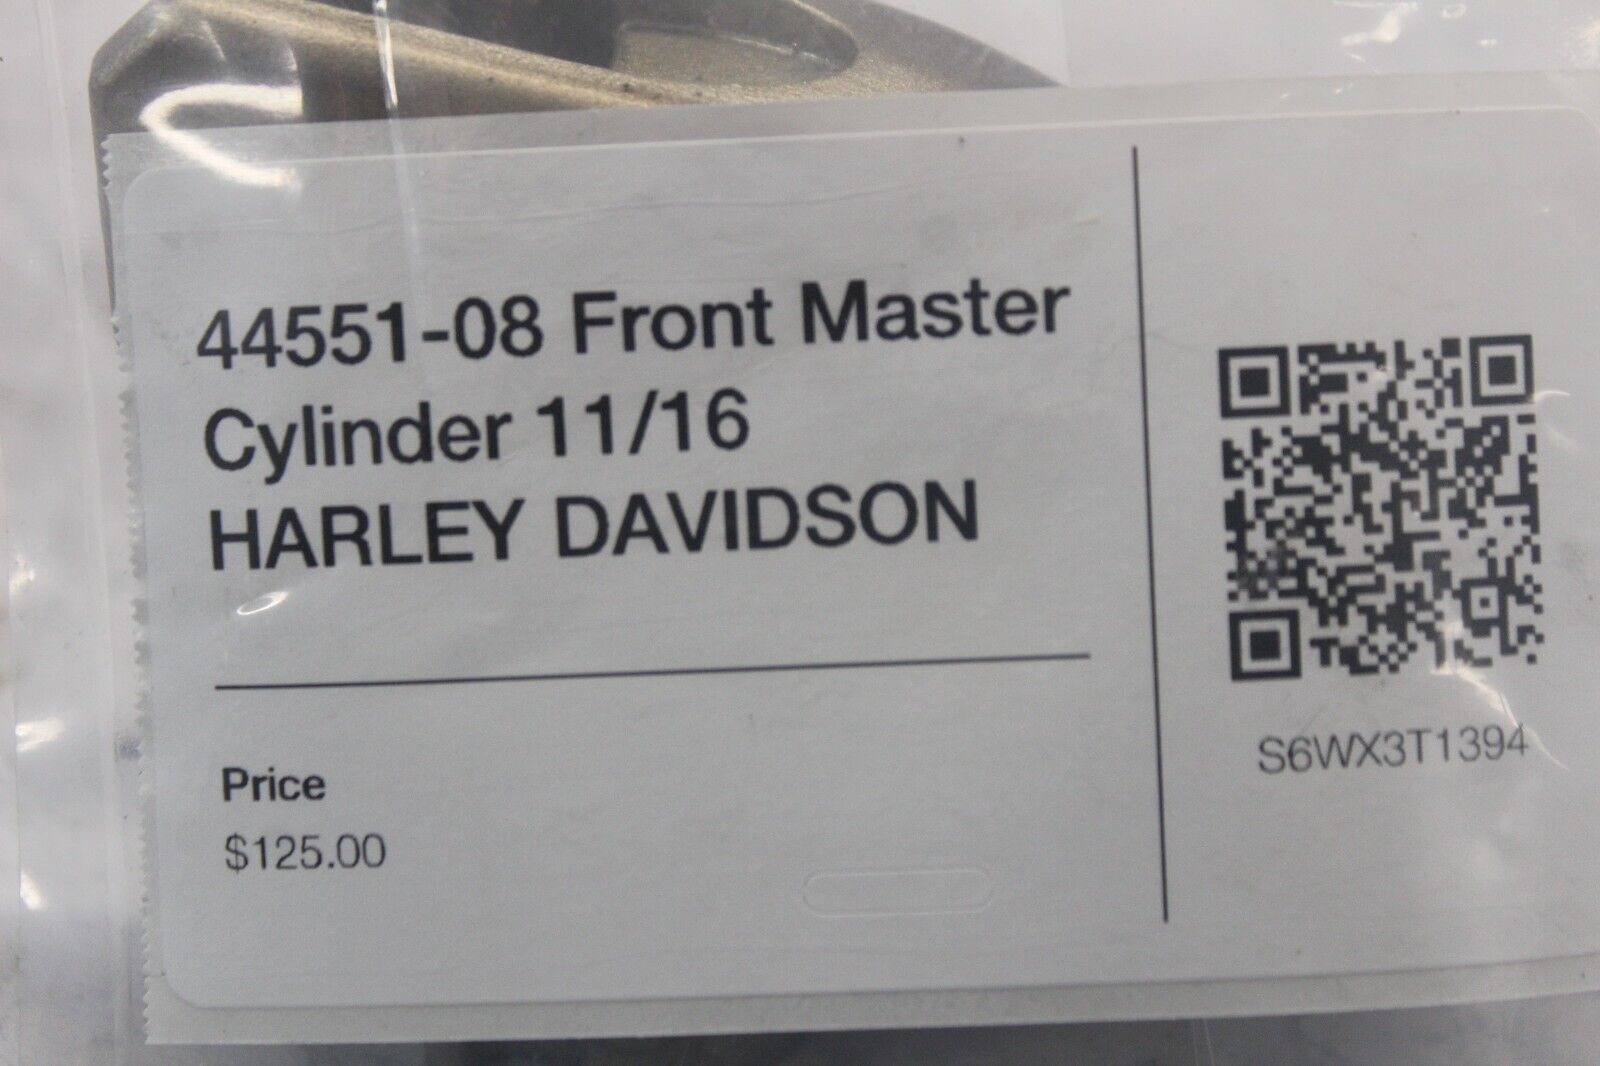 44551-08 Front Master
Cylinder 11/16
HARLEY DAVIDSON
Price
$125.00
S6WX3T1394